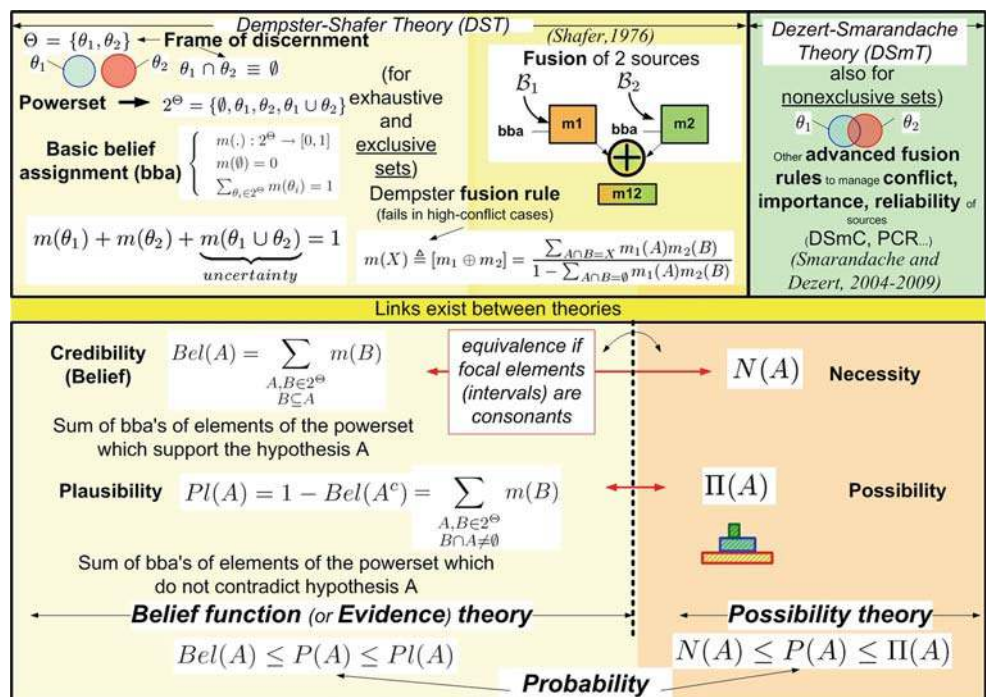 Dempster-Shafer Theory (DST)
Θ = {θ₁, θ₂}
Frame of discernment
θ₁
θ₂
θ₁ ∩ θ₂ ≡ ∅
Powerset
2^Θ = {∅, θ₁, θ₂, θ₁ ∪ θ₂}
Basic belief
assignment (bba)
m(.) : 2^Θ → [0, 1]
m(∅) = 0
∑_{θᵢ∈2^Θ} m(θᵢ) = 1
m(θ₁) + m(θ₂) + m(θ₁ ∪ θ₂) = 1
uncertainty
(for
exhaustive
and
exclusive
sets)
(Shafer,1976)
Fusion of 2 sources
B₁
B₂
bba
m1
bba
m2
m12
Dempster fusion rule
(fails in high-conflict cases)
m(X) ≜ [m₁ ⊕ m₂] = ∑_{A∩B=X} m₁(A)m₂(B) / 1 − ∑_{A∩B=∅} m₁(A)m₂(B)
Dezert-Smarandache
Theory (DSmT)
also for
nonexclusive sets)
θ₁
θ₂
Other advanced fusion
rules to manage conflict,
importance, reliability of
sources
(DSmC, PCR...)
(Smarandache and
Dezert, 2004-2009)
Links exist between theories
Credibility
(Belief)
Bel(A) = ∑_{A,B∈2^Θ B⊆A} m(B)
equivalence if
focal elements
(intervals) are
consonants
N(A)
Necessity
Sum of bba's of elements of the powerset
which support the hypothesis A
Plausibility
Pl(A) = 1 − Bel(Aᶜ) = ∑_{A,B∈2^Θ B∩A≠∅} m(B)
Π(A)
Possibility
Sum of bba's of elements of the powerset which
do not contradict hypothesis A
Belief function (or Evidence) theory
Possibility theory
Bel(A) ≤ P(A) ≤ Pl(A)
N(A) ≤ P(A) ≤ Π(A)
Probability